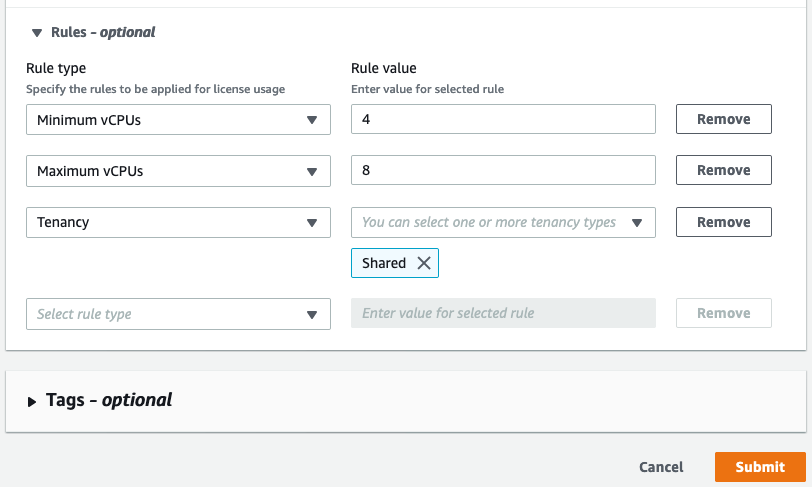 Rules - optional
Rule type
Rule value
Specify the rules to be applied for license usage
Enter value for selected rule
Minimum vCPUs
4
Remove
Maximum vCPUs
8
Remove
Tenancy
You can select one or more tenancy types
Remove
Shared
Select rule type
Enter value for selected rule
Remove
Tags - optional
Cancel
Submit